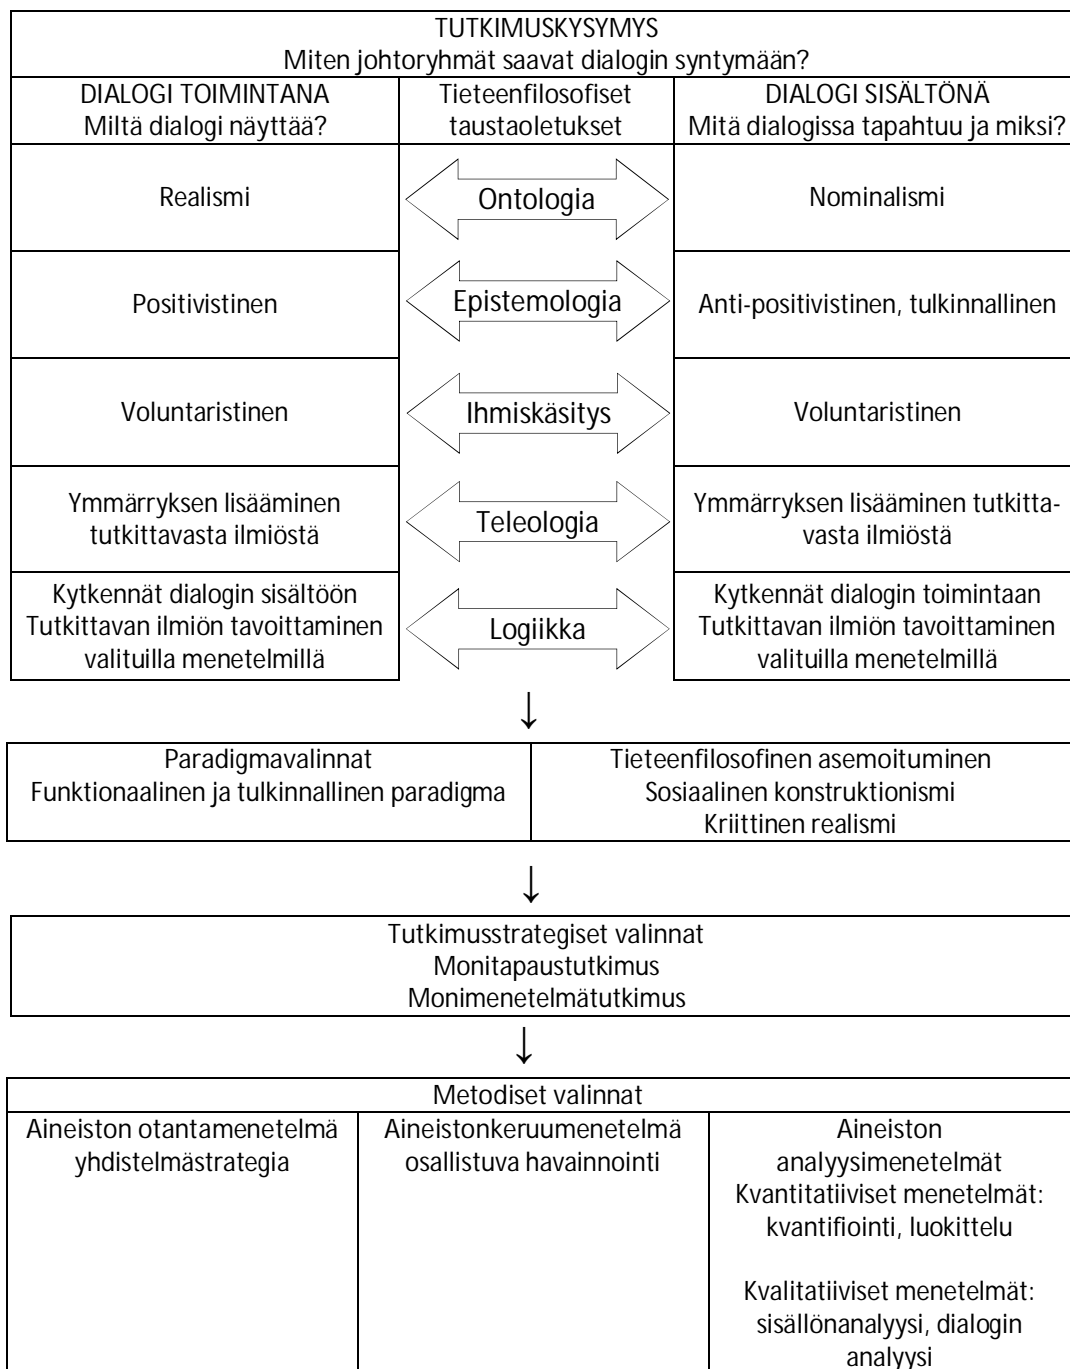 TUTKIMUSKYSYMYS
Miten johtoryhmät saavat dialogin syntymään?
DIALOGI TOIMINTANA
Miltä dialogi näyttää?
Tieteenfilosofiset
taustaoletukset
DIALOGI SISÄLTÖNÄ
Mitä dialogissa tapahtuu ja miksi?
Realismi
Ontologia
Nominalismi
Positivistinen
Epistemologia
Anti-positivistinen, tulkinnallinen
Voluntaristinen
Ihmiskäsitys
Voluntaristinen
Ymmärryksen lisääminen
tutkittavasta ilmiöstä
Teleologia
Ymmärryksen lisääminen tutkitta-
vasta ilmiöstä
Kytkennät dialogin sisältöön
Tutkittavan ilmiön tavoittaminen
valituilla menetelmillä
Logiikka
Kytkennät dialogin toimintaan
Tutkittavan ilmiön tavoittaminen
valituilla menetelmillä
↓
Paradigmavalinnat
Funktionaalinen ja tulkinnallinen paradigma
Tieteenfilosofinen asemoituminen
Sosiaalinen konstruktionismi
Kriittinen realismi
↓
Tutkimusstrategiset valinnat
Monitapaustutkimus
Monimenetelmätutkimus
↓
Metodiset valinnat
Aineiston otantamenetelmä
yhdistelmästrategia
Aineistonkeruumenetelmä
osallistuva havainnointi
Aineiston
analyysimenetelmät
Kvantitatiiviset menetelmät:
kvantifiointi, luokittelu
Kvalitatiiviset menetelmät:
sisällönanalyysi, dialogin
analyysi